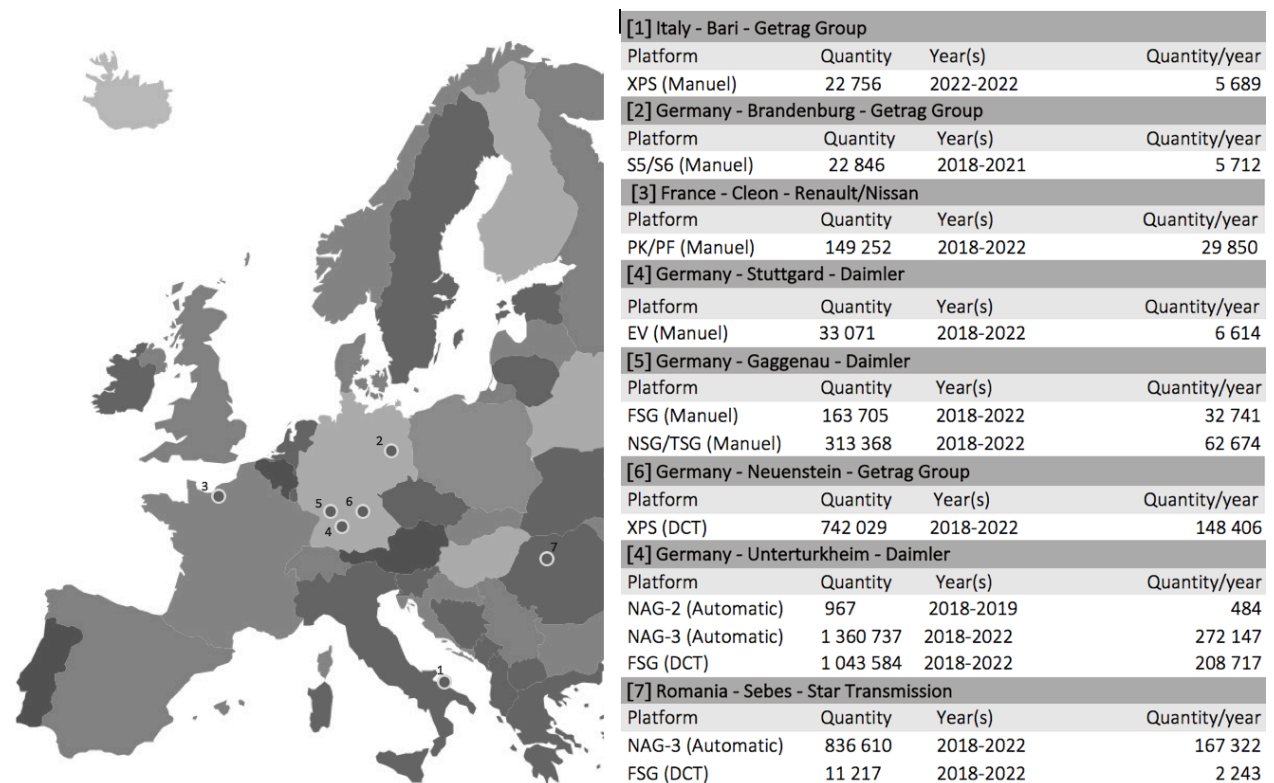 [1] Italy - Bari - Getrag Group
Platform Quantity Year(s) Quantity/year
XPS (Manuel) 22 756 2022-2022 5 689
[2] Germany - Brandenburg - Getrag Group
Platform Quantity Year(s) Quantity/year
S5/S6 (Manuel) 22 846 2018-2021 5 712
[3] France - Cleon - Renault/Nissan
Platform Quantity Year(s) Quantity/year
PK/PF (Manuel) 149 252 2018-2022 29 850
[4] Germany - Stuttgard - Daimler
Platform Quantity Year(s) Quantity/year
EV (Manuel) 33 071 2018-2022 6 614
[5] Germany - Gaggenau - Daimler
Platform Quantity Year(s) Quantity/year
FSG (Manuel) 163 705 2018-2022 32 741
NSG/TSG (Manuel) 313 368 2018-2022 62 674
[6] Germany - Neuenstein - Getrag Group
Platform Quantity Year(s) Quantity/year
XPS (DCT) 742 029 2018-2022 148 406
[4] Germany - Unterturkheim - Daimler
Platform Quantity Year(s) Quantity/year
NAG-2 (Automatic) 967 2018-2019 484
NAG-3 (Automatic) 1 360 737 2018-2022 272 147
FSG (DCT) 1 043 584 2018-2022 208 717
[7] Romania - Sebes - Star Transmission
Platform Quantity Year(s) Quantity/year
NAG-3 (Automatic) 836 610 2018-2022 167 322
FSG (DCT) 11 217 2018-2022 2 243
2
3
5
6
4
7
1